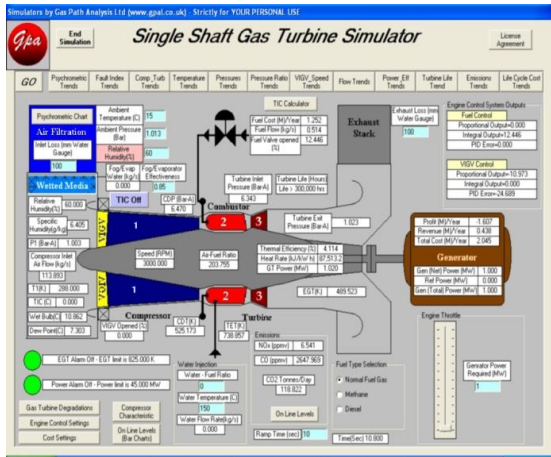 Simulators by Gas Path Analysis Ltd (www.gpal.co.uk) - Strictly for YOUR PERSONAL USE
Gpa
End Simulation
Single Shaft Gas Turbine Simulator
License Agreement
GO
Psychrometric Trends
Fault Index Trends
Comp_Turb Trends
Temperature Trends
Pressures Trends
Pressure Ratio Trends
VIGV_Speed Trends
Flow Trends
Power_Eff Trends
Turbine Life Trend
Emissions Trends
Life Cycle Cost Trends
Psychrometric Chart
Air Filtration
Inlet Loss (mm Water Gauge)
100
Wetted Media
Ambient Temperature (C) 15
Ambient Pressure (Bar) 1.013
Relative Humidity(%) 60
Fog/Evap Water (kg/s) 0.000
Fog/Evaporator Effectiveness 0.85
TIC Off
TIC Calculator
Fuel Cost (M)/Year 1.252
Fuel Flow (kg/s) 0.514
Fuel Valve opened (%) 12.446
Exhaust Stack
Exhaust Loss (mm Water Gauge) 100
Engine Control System Outputs
Fuel Control
Proportional Output=0.000
Integral Output=12.446
PID Error=0.000
VIGV Control
Proportional Output=-10.973
Integral Output=0.000
PID Error=-24.689
Relative Humidity(%) 60.000
Specific Humidity(g/kg) 6.405
P1 (Bar-A) 1.003
Compressor Inlet Air Flow (kg/s) 113.893
T1(K) 288.000
TIC (C) 0.000
Wet Bulb(C) 10.862
Dew Point(C) 7.303
VIGV
VGIV
1
1
CDP (Bar-A) 6.470
Combustor
2
3
2
3
Turbine Inlet Pressure (Bar-A) 6.343
Turbine Life (Hours) Life > 300,000 hrs
Turbine Exit Pressure (Bar-A) 1.023
Speed (RPM) 3000.000
Air-Fuel Ratio 203.755
Thermal Efficiency (%) 4.114
Heat Rate (kJ/kW h) 87,513.2
GT Power (MW) 1.020
EGT(K) 489.523
Profit (M)/Year -1.607
Revenue (M)/Year 0.438
Total Cost (M)/Year 2.045
Generator
Gen (Net) Power (MW) 1.000
Ref Power (MW) 0.000
Gen (Total) Power (MW) 1.000
Compressor
VIGV Opened (%) 0.000
CDT(K) 525.173
TET(K) 738.857
Turbine
EGT Alarm Off - EGT limit is 825.000 K
Power Alarm Off - Power limit is 45.000 MW
Gas Turbine Degradations
Engine Control Settings
Cost Settings
Compressor Characteristic
On Line Levels (Bar Charts)
Water Injection
Water - Fuel Ratio
0
Water Temperature (C)
150
Water Flow Rate(kg/s)
0.000
Emissions:
NOx (ppmv) 6.541
CO (ppmv) 2647.969
CO2 Tonnes/Day
118.822
On Line Levels
Ramp Time (sec) 10
Fuel Type Selection
Normal Fuel Gas
Methane
Diesel
Time(Sec) 10.800
Engine Throttle
Genrator Power Required (MW)
1